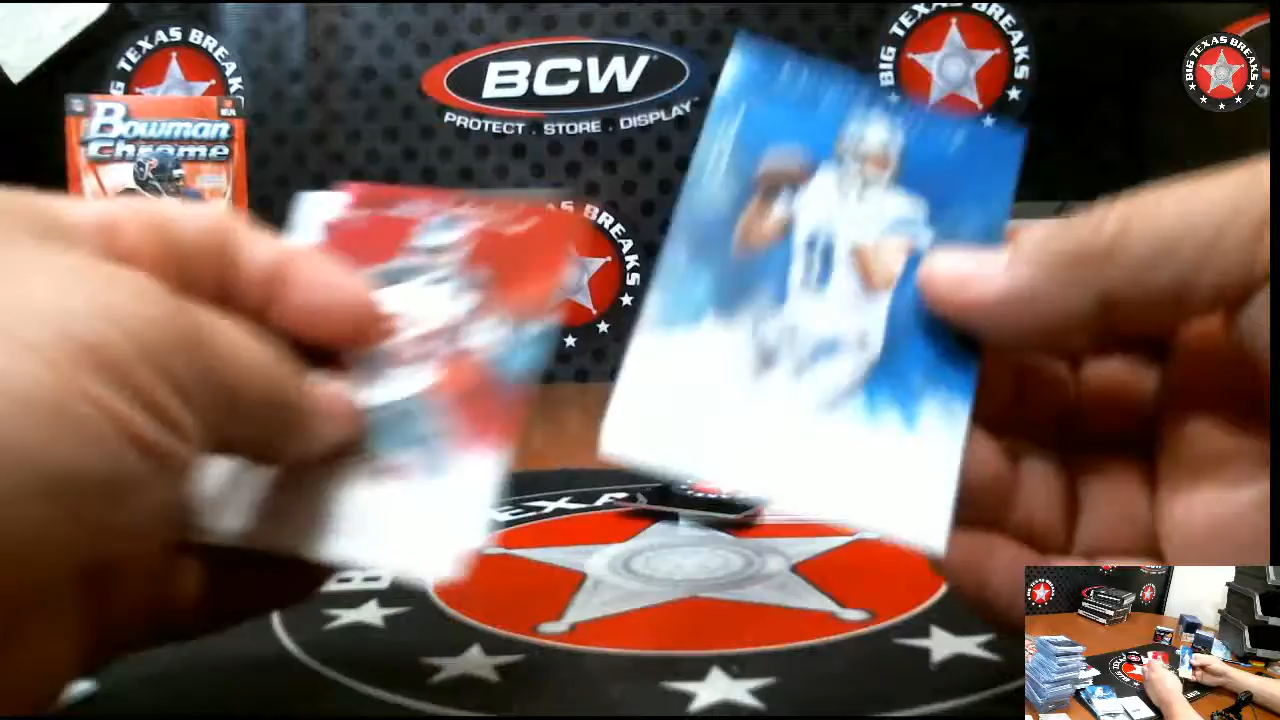 BIG TEXAS BREAKS
BIG TEXAS BREAKS
BIG TEXAS BREAKS
BCW
PROTECT . STORE . DISPLAY
Bowman
Chrome
BREAKS